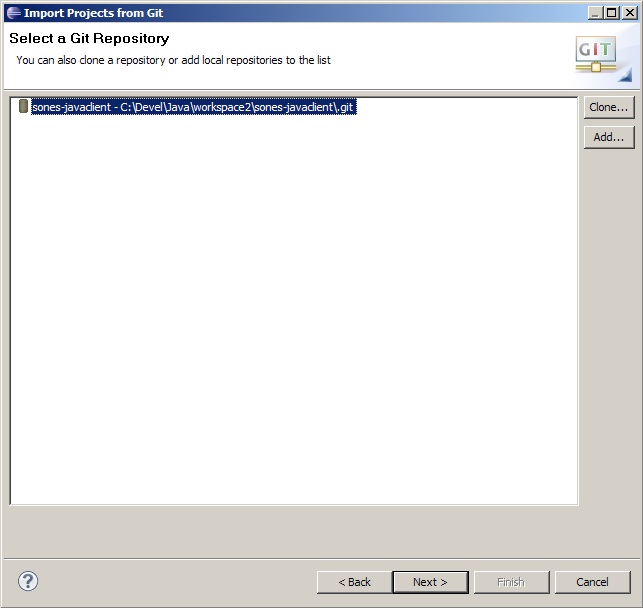 Import Projects from Git
Select a Git Repository
You can also clone a repository or add local repositories to the list
GIT
sones-javaclient - C:\Devel\Java\workspace2\sones-javaclient\.git
Clone...
Add...
?
< Back
Next >
Finish
Cancel